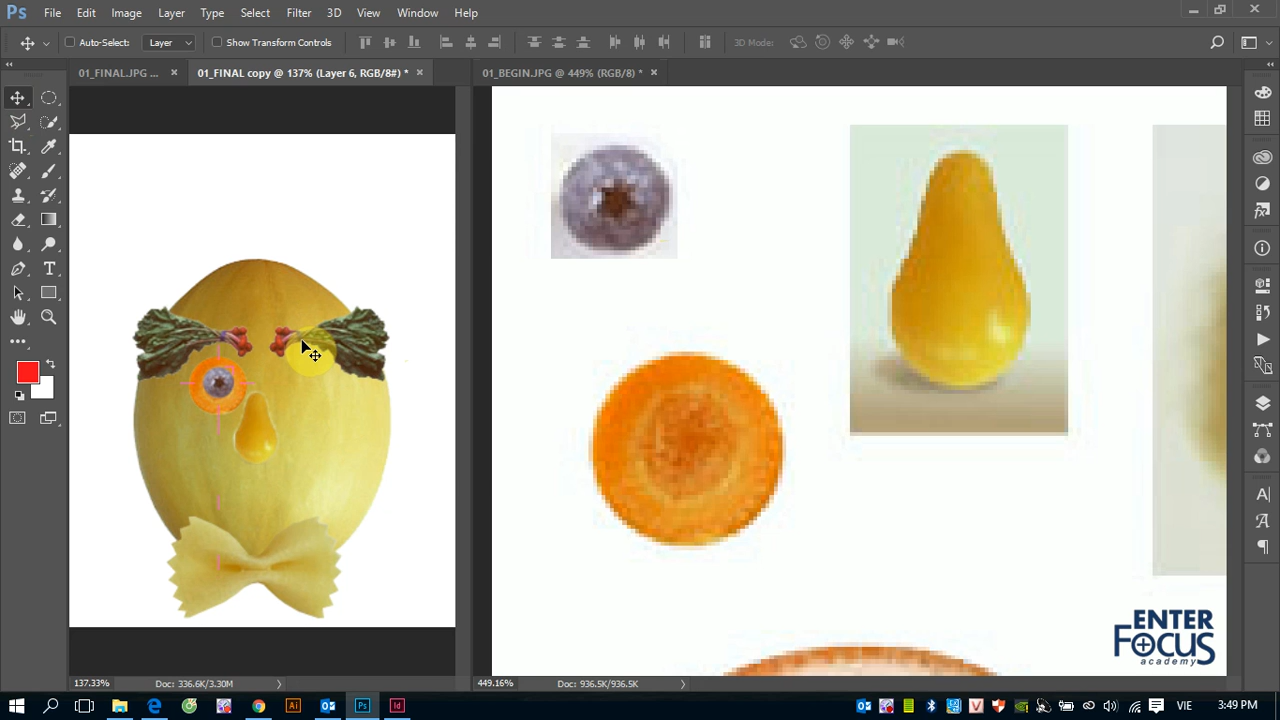 Ps File Edit Image Layer Type Select Filter 3D View Window Help
Auto-Select: Layer Show Transform Controls 3D Mode:
01_FINAL.JPG ... × 01_FINAL copy @ 137% (Layer 6, RGB/8#) * × 01_BEGIN.JPG @ 449% (RGB/8) * ×
ENTER
FOCUS
academy
137.33% Doc: 336.6K/3.30M 449.16% Doc: 936.5K/936.5K
VIE 3:49 PM